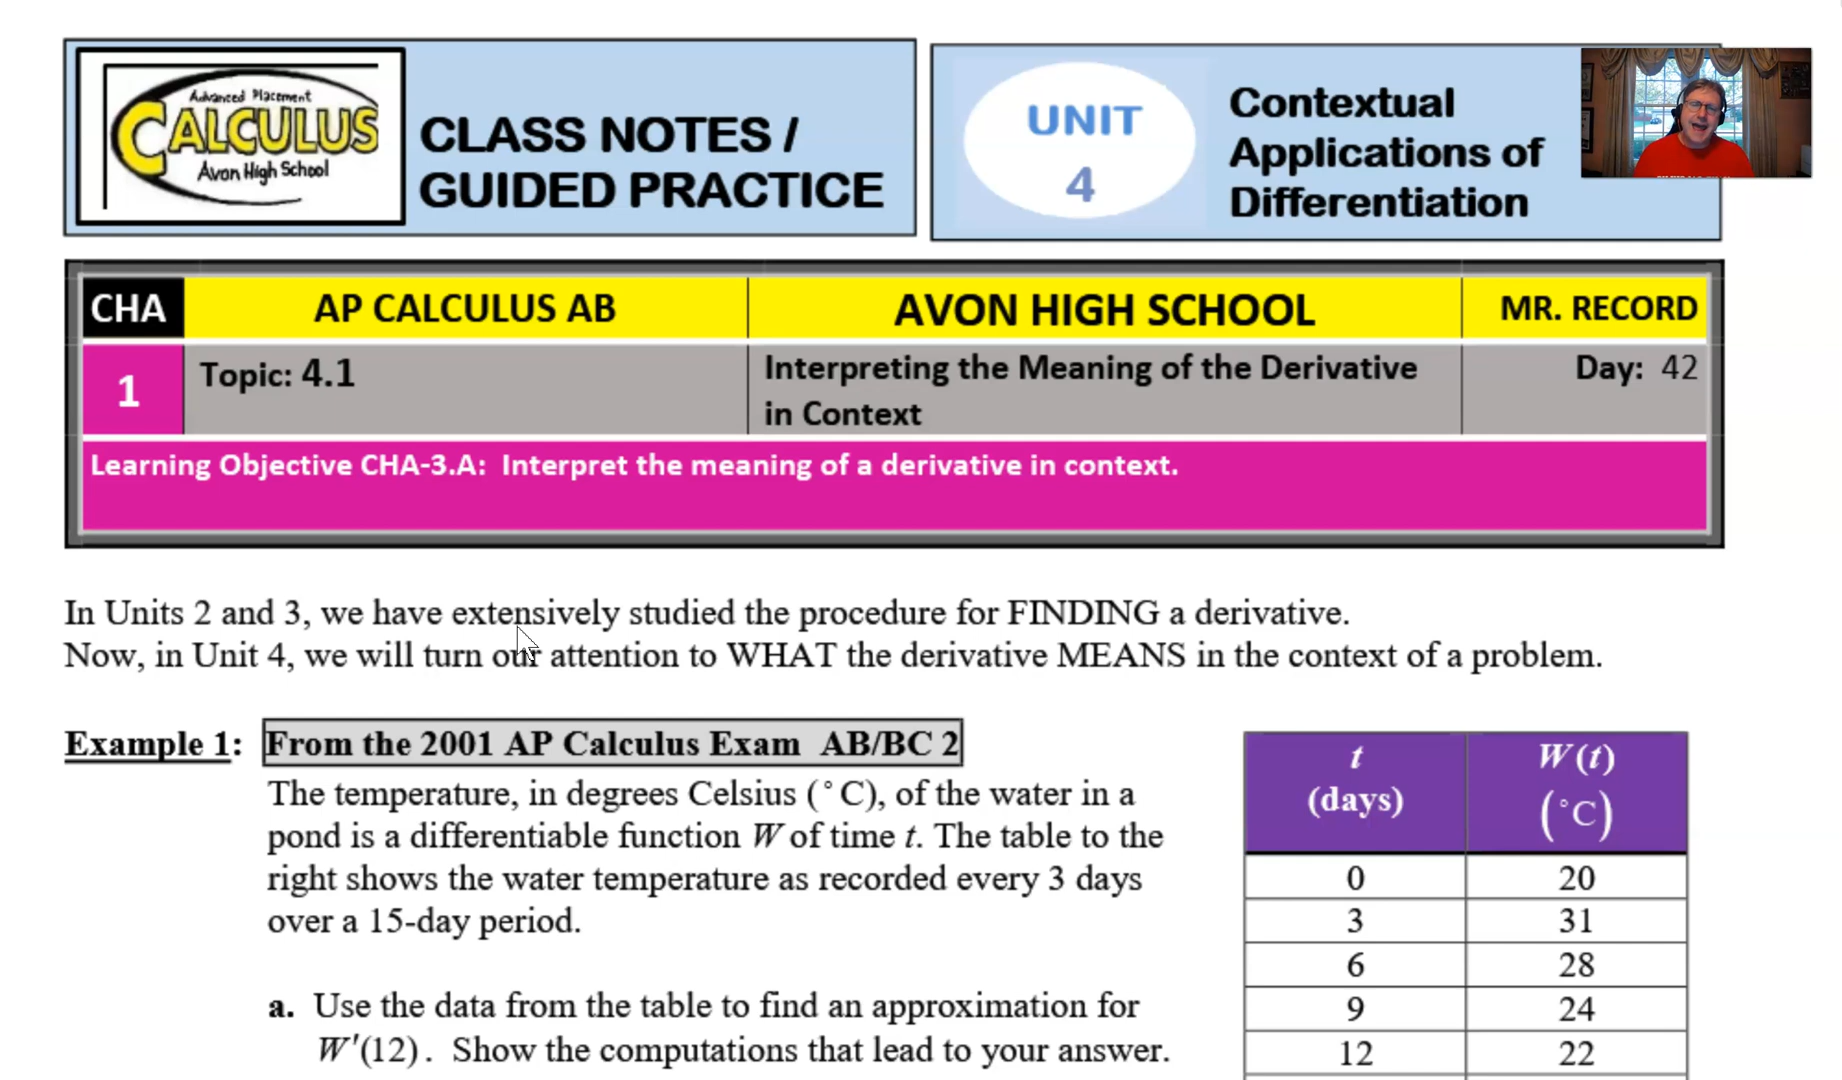 Advanced Placement
CALCULUS
Avon High School
CLASS NOTES /
GUIDED PRACTICE
UNIT
4
Contextual
Applications of
Differentiation
CHA
AP CALCULUS AB
AVON HIGH SCHOOL
MR. RECORD
1
Topic: 4.1
Interpreting the Meaning of the Derivative
in Context
Day: 42
Learning Objective CHA-3.A: Interpret the meaning of a derivative in context.
In Units 2 and 3, we have extensively studied the procedure for FINDING a derivative.
Now, in Unit 4, we will turn our attention to WHAT the derivative MEANS in the context of a problem.
Example 1: From the 2001 AP Calculus Exam AB/BC 2
The temperature, in degrees Celsius (°C), of the water in a
pond is a differentiable function W of time t. The table to the
right shows the water temperature as recorded every 3 days
over a 15-day period.
a. Use the data from the table to find an approximation for
W′(12). Show the computations that lead to your answer.
t W(t)
(days) (°C)
0 20
3 31
6 28
9 24
12 22